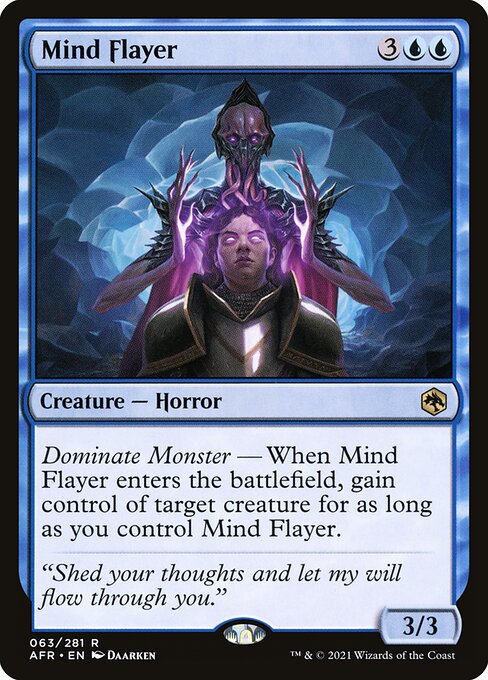 Mind Flayer 3
Creature — Horror
Dominate Monster — When Mind
Flayer enters the battlefield, gain
control of target creature for as long
as you control Mind Flayer.
“Shed your thoughts and let my will
flow through you.”
3/3
063/281 R
AFR • EN Daarken
™ & © 2021 Wizards of the Coast